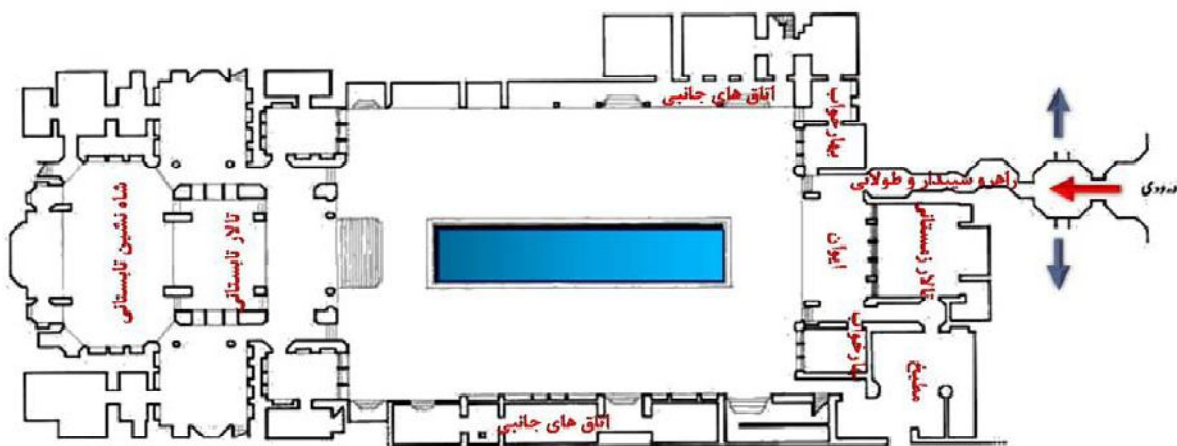 اتاق های جانبی
بهارخواب
راهرو شیبدار و طولانی
ورودی
شاه نشین تابستانی
تالار تابستانی
ایوان
تالار زمستانی
بهارخواب
مطبخ
اتاق های جانبی